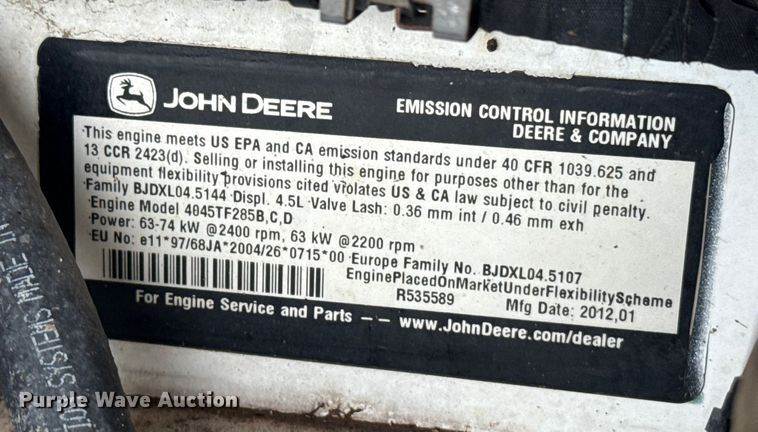 JOHN DEERE
EMISSION CONTROL INFORMATION
DEERE & COMPANY
This engine meets US EPA and CA emission standards under 40 CFR 1039.625 and
13 CCR 2423(d). Selling or installing this engine for purposes other than for the
equipment flexibility provisions cited violates US & CA law subject to civil penalty.
Family BJDXL04.5144 Displ. 4.5L Valve Lash: 0.36 mm int / 0.46 mm exh
Engine Model 4045TF285B,C,D
Power: 63-74 kW @2400 rpm, 63 kW @2200 rpm
EU No: e11*97/68JA*2004/26*0715*00 Europe Family No. BJDXL04.5107
EnginePlacedOnMarketUnderFlexibilityScheme
R535589 Mfg Date: 2012,01
For Engine Service and Parts –– www.JohnDeere.com/dealer
SYSTEMS MADE IN
Purple Wave Auction